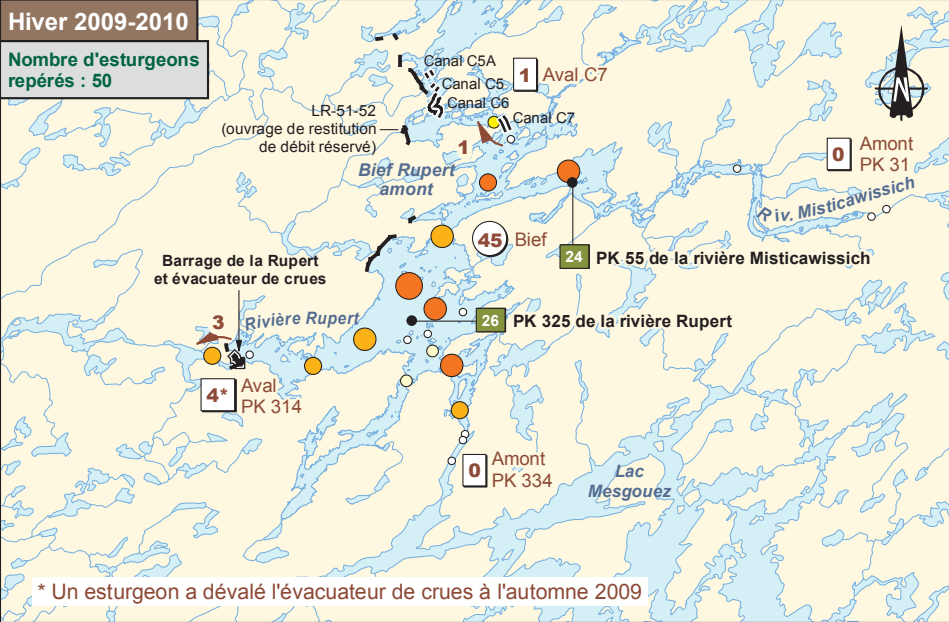 Hiver 2009-2010
Nombre d'esturgeons
repérés : 50
Canal C5A
Canal C5
Canal C6
Canal C7
1 Aval C7
N
LR-51-52
(ouvrage de restitution
de débit réservé)
1
Bief Rupert
amont
0 Amont
PK 31
Riv. Misticawissich
45 Bief
24 PK 55 de la rivière Misticawissich
Barrage de la Rupert
et évacuateur de crues
3
Rivière Rupert
26 PK 325 de la rivière Rupert
4* Aval
PK 314
0 Amont
PK 334
Lac
Mesgouez
* Un esturgeon a dévalé l'évacuateur de crues à l'automne 2009